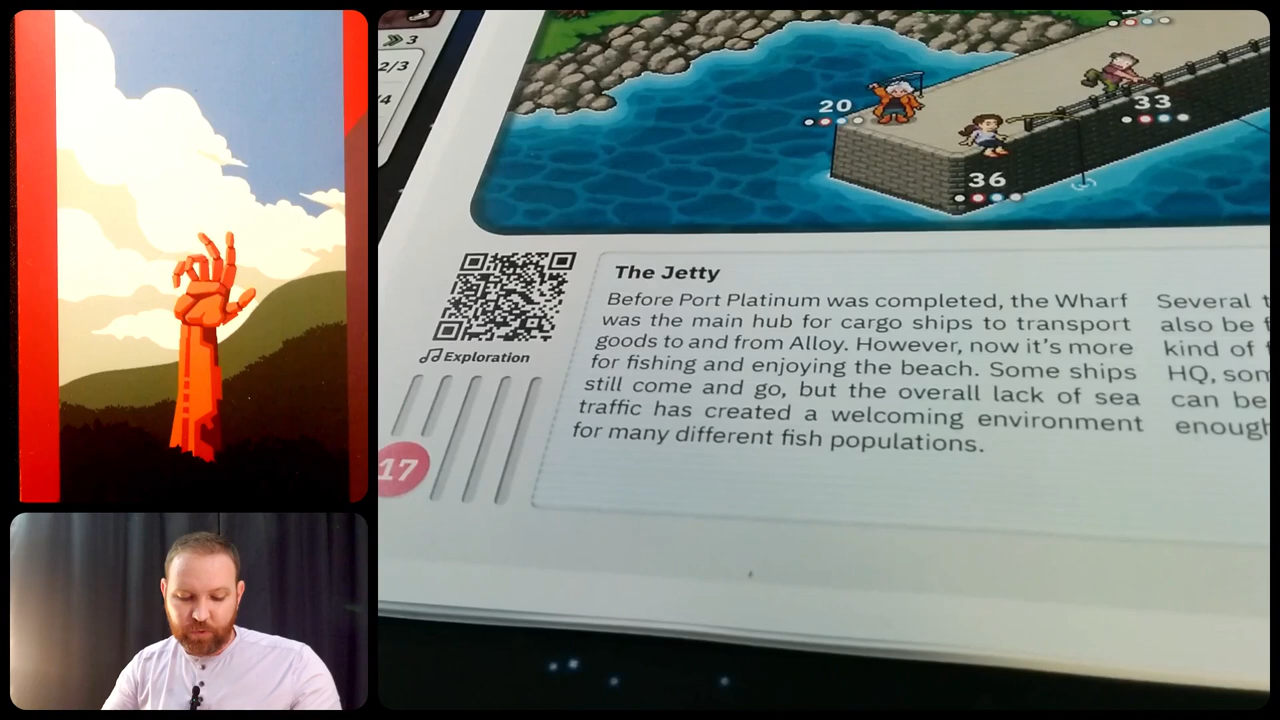 3
2/3
20
33
36
The Jetty
Before Port Platinum was completed, the Wharf
was the main hub for cargo ships to transport
goods to and from Alloy. However, now it's more
for fishing and enjoying the beach. Some ships
still come and go, but the overall lack of sea
traffic has created a welcoming environment
for many different fish populations.
Several
also be
kind of
HQ,
can be
Exploration
17